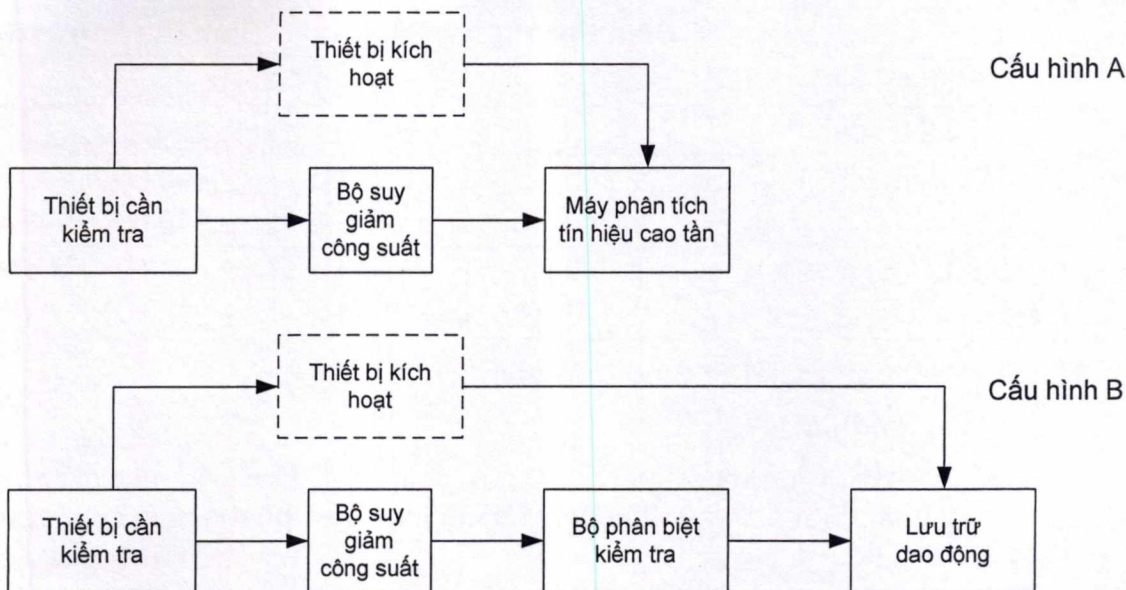 Thiết bị kích
hoạt
Cấu hình A
Thiết bị cần
kiểm tra
Bộ suy
giảm
công suất
Máy phân tích
tín hiệu cao tần
Thiết bị kích
hoạt
Cấu hình B
Thiết bị cần
kiểm tra
Bộ suy
giảm
công suất
Bộ phân biệt
kiểm tra
Lưu trữ
dao động